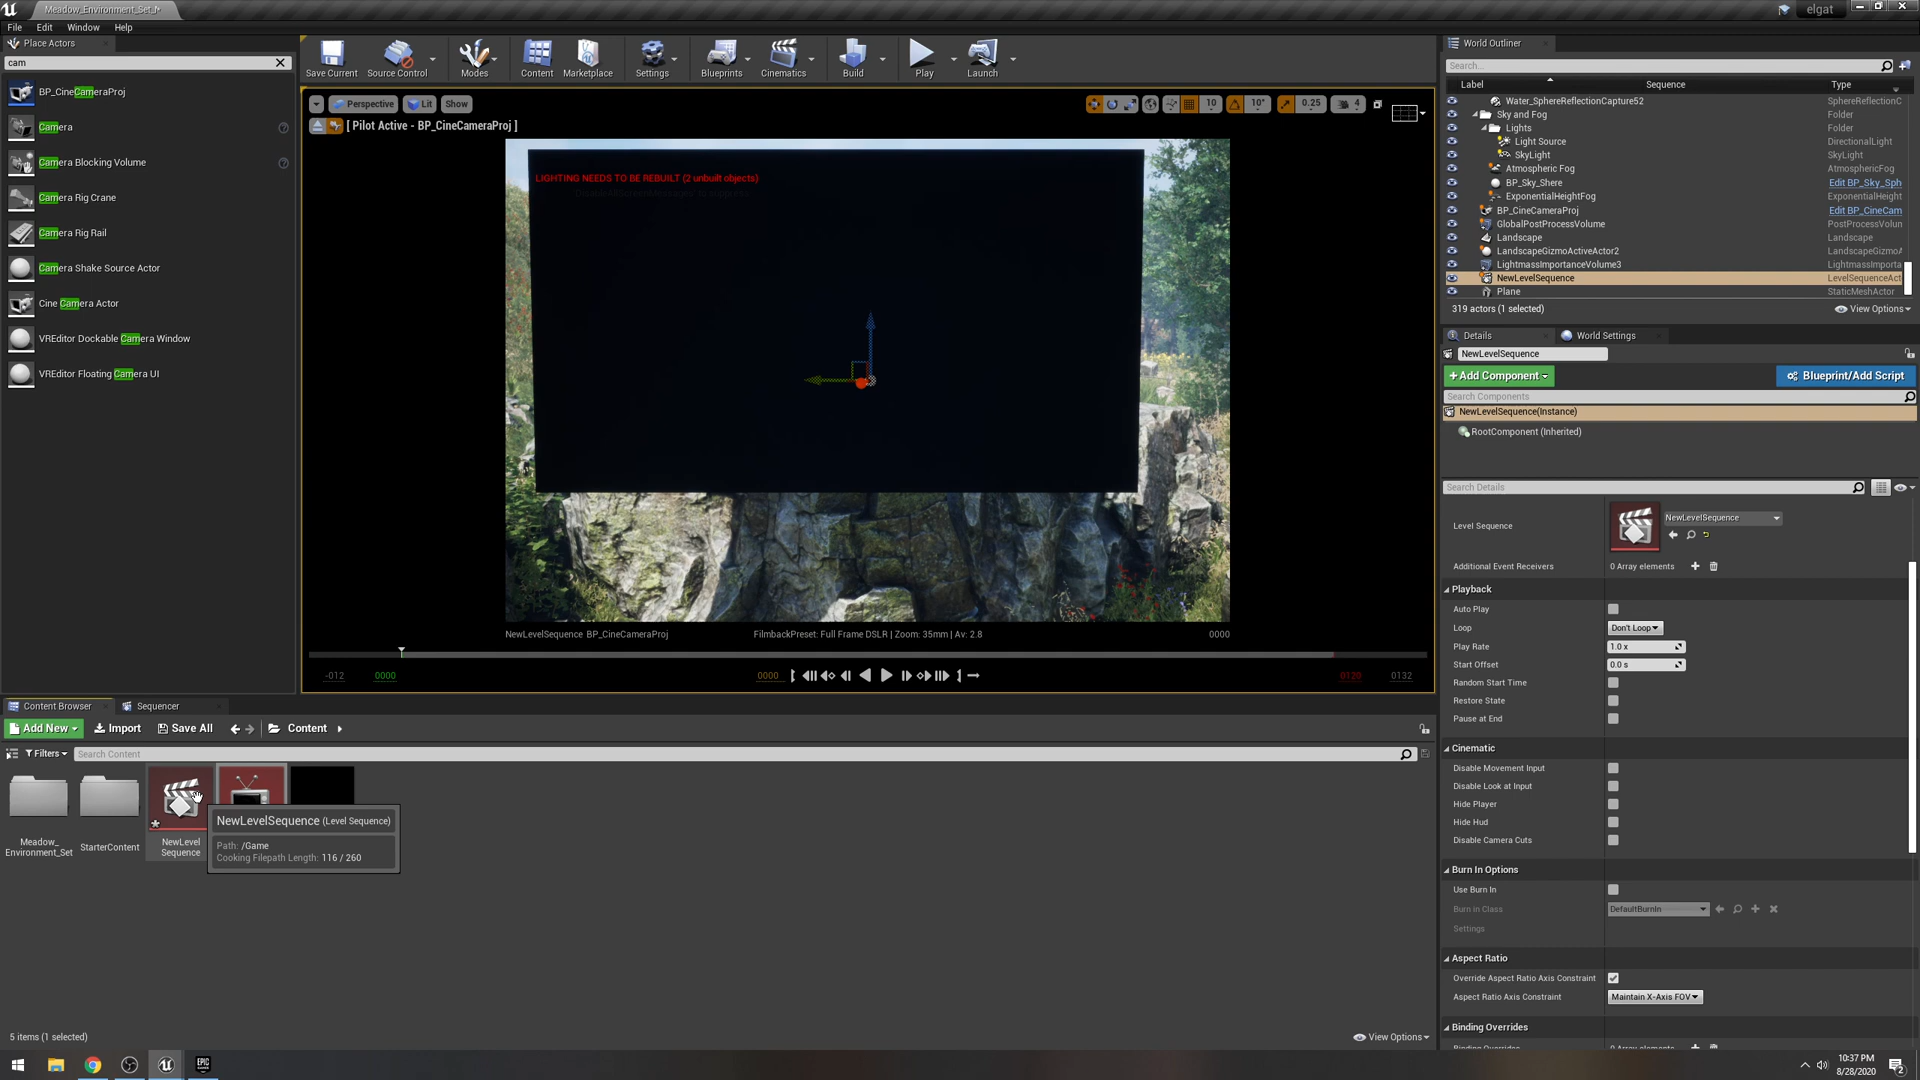 Meadow_Environment_Set_f*
elgat
File Edit Window Help
Place Actors
cam
BP_CineCameraProj
Camera
Camera Blocking Volume
Camera Rig Crane
Camera Rig Rail
Camera Shake Source Actor
Cine Camera Actor
VREditor Dockable Camera Window
VREditor Floating Camera UI
Save Current Source Control Modes Content Marketplace Settings Blueprints Cinematics Build Play Launch
Perspective Lit Show 10 10° 0.25 4
[ Pilot Active - BP_CineCameraProj ]
LIGHTING NEEDS TO BE REBUILT (2 unbuilt objects)
NewLevelSequence BP_CineCameraProj FilmbackPreset: Full Frame DSLR | Zoom: 35mm | Av: 2.8 0000
-012 0000 0000 0120 0132
Content Browser Sequencer
Add New Import Save All Content
Filters Search Content
Meadow_
Environment_Set
StarterContent
NewLevel
Sequence
NewLevelSequence (Level Sequence)
Path: /Game
Cooking Filepath Length: 116 / 260
5 items (1 selected)
View Options
World Outliner
Search...
Label Sequence Type
Water_SphereReflectionCapture52 SphereReflectionC
Sky and Fog Folder
Lights Folder
Light Source DirectionalLight
SkyLight SkyLight
Atmospheric Fog AtmosphericFog
BP_Sky_Shere Edit BP_Sky_Sph
ExponentialHeightFog ExponentialHeight
BP_CineCameraProj Edit BP_CineCam
GlobalPostProcessVolume PostProcessVolun
Landscape Landscape
LandscapeGizmoActiveActor2 LandscapeGizmoA
LightmassImportanceVolume3 LightmassImporta
NewLevelSequence LevelSequenceAct
Plane StaticMeshActor
319 actors (1 selected) View Options
Details World Settings
NewLevelSequence
+Add Component Blueprint/Add Script
Search Components
NewLevelSequence(Instance)
RootComponent (Inherited)
Search Details
Level Sequence NewLevelSequence
Additional Event Receivers 0 Array elements
Playback
Auto Play
Loop Don't Loop
Play Rate 1.0 x
Start Offset 0.0 s
Random Start Time
Restore State
Pause at End
Cinematic
Disable Movement Input
Disable Look at Input
Hide Player
Hide Hud
Disable Camera Cuts
Burn In Options
Use Burn In
Burn in Class DefaultBurnIn
Settings
Aspect Ratio
Override Aspect Ratio Axis Constraint
Aspect Ratio Axis Constraint Maintain X-Axis FOV
Binding Overrides
EPIC
GAMES
10:37 PM
8/28/2020
2